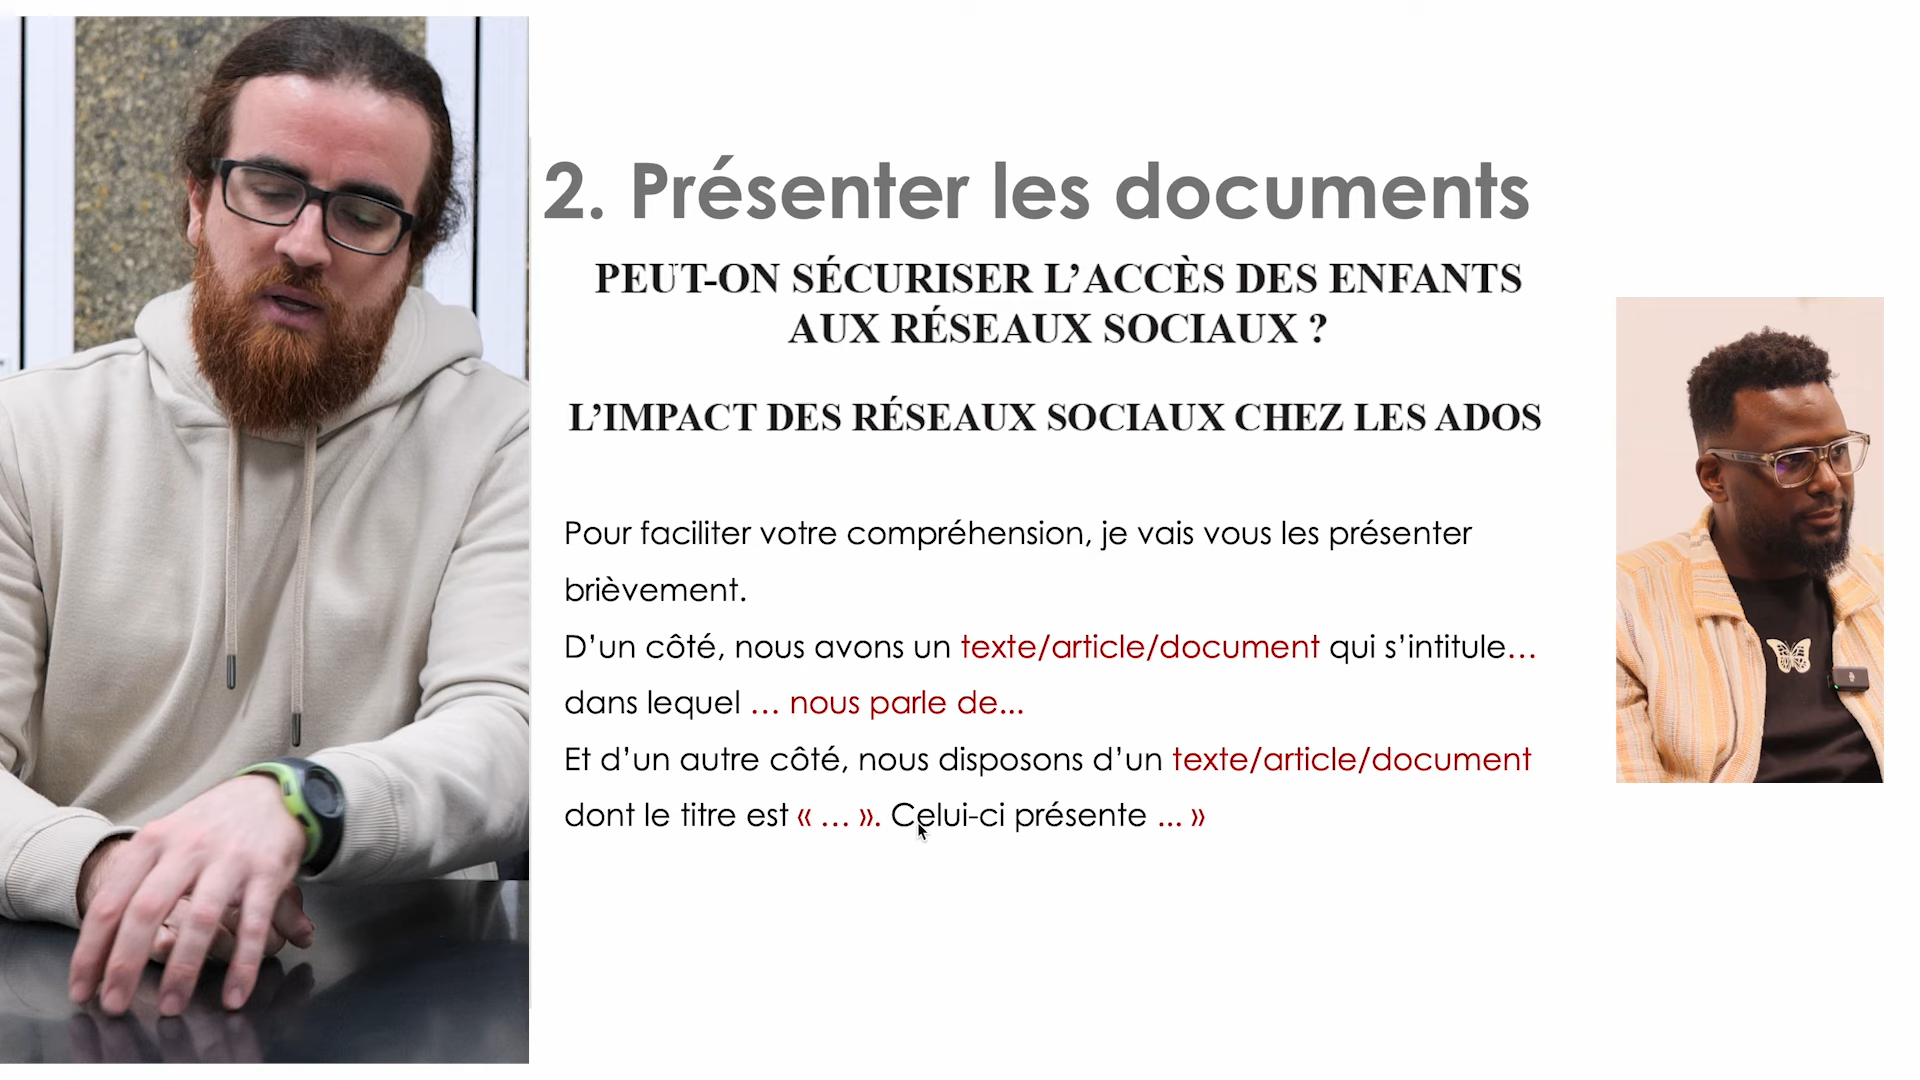 2. Présenter les documents
PEUT-ON SÉCURISER L’ACCÈS DES ENFANTS
AUX RÉSEAUX SOCIAUX ?
L’IMPACT DES RÉSEAUX SOCIAUX CHEZ LES ADOS
Pour faciliter votre compréhension, je vais vous les présenter
brièvement.
D’un côté, nous avons un texte/article/document qui s’intitule…
dans lequel … nous parle de...
Et d’un autre côté, nous disposons d’un texte/article/document
dont le titre est « … ». Celui-ci présente ... »